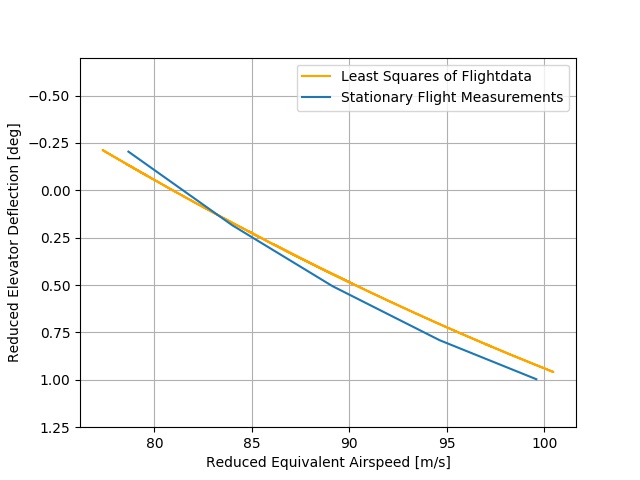 Least Squares of Flightdata
Stationary Flight Measurements
−0.50
−0.25
0.00
0.25
0.50
0.75
1.00
1.25
80 85 90 95 100
Reduced Elevator Deflection [deg]
Reduced Equivalent Airspeed [m/s]